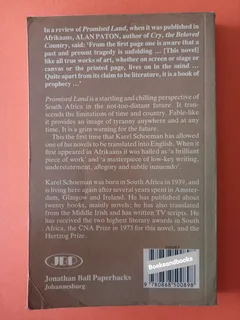 In a review of Promised Land, when it was published in
Afrikaans, ALAN PATON, author of Cry, the Beloved
Country, said: 'From the first page one is aware that a
past and present tragedy is unfolding . . . [This novel]
like all true works of art, whether on screen or stage or
canvas or the printed page, lives on in the mind . . .
Quite apart from its claim to be literature, it is a book of
prophecy . . .'
Promised Land is a startling and chilling perspective of
South Africa in the not-too-distant future. It tran-
scends the limitations of time and country. Fable-like
it provides an image of tyranny anywhere and at any
time. It is a grim warning for the future.
This the first time that Karel Schoeman has allowed
one of his novels to be translated into English. When it
first appeared in Afrikaans it was hailed as 'a brilliant
piece of work' and 'a masterpiece of low-key writing,
understatement, allegory and subtle innuendo'.
Karel Schoeman was born in South Africa in 1939, and
is living here again after several years spent in Amster-
dam, Glasgow and Ireland. He has published about
twenty books, mainly novels; he has also translated
from the Middle Irish and has written TV scripts. He
has received the two highest literary awards in South
Africa, the CNA Prize in 1973 for this novel, and the
Hertzog Prize.
Jonathan Ball Paperbacks
Johannesburg
Booksandbooks
9 780868 500898